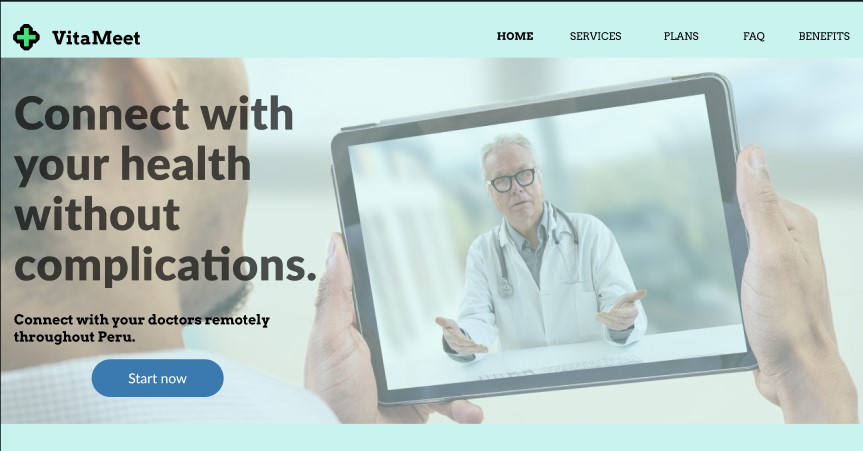 VitaMeet
HOME SERVICES PLANS FAQ BENEFITS
Connect with
your health
without
complications.
Connect with your doctors remotely
throughout Peru.
Start now